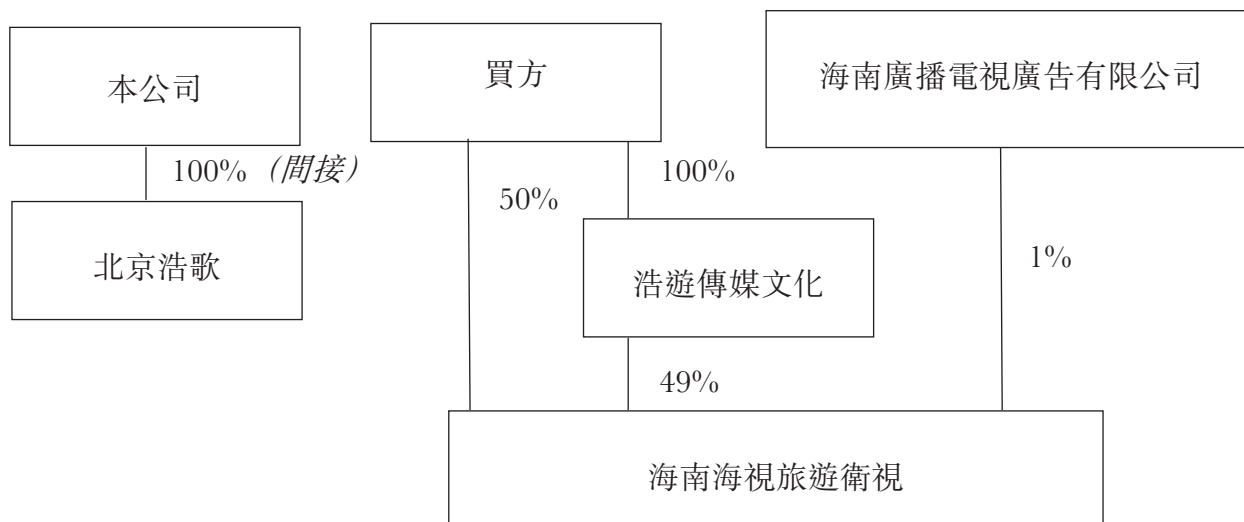 本公司
買方
海南廣播電視廣告有限公司
100%（間接）
100%
50%
1%
北京浩歌
浩遊傳媒文化
49%
海南海視旅遊衛視